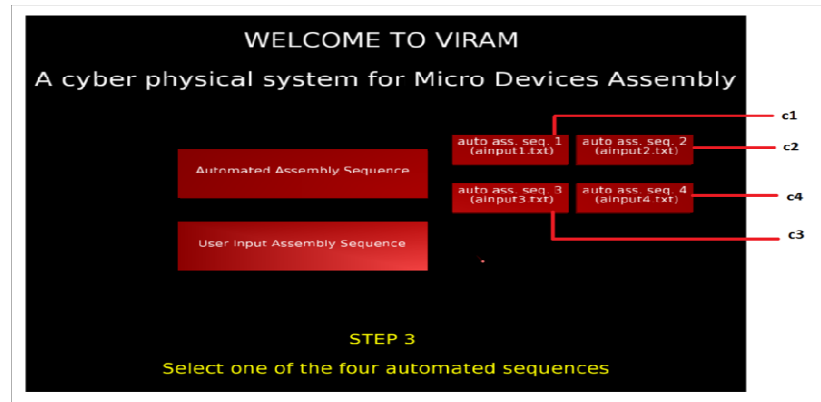 WELCOME TO VIRAM
A cyber physical system for Micro Devices Assembly
auto ass. seq. 1
(ainput1.txt)
auto ass. seq. 2
(ainput2.txt)
c1
c2
Automated Assembly Sequence
auto ass. seq. 3
(ainput3.txt)
auto ass. seq. 4
(ainput4.txt)
c4
c3
User Input Assembly Sequence
STEP 3
Select one of the four automated sequences